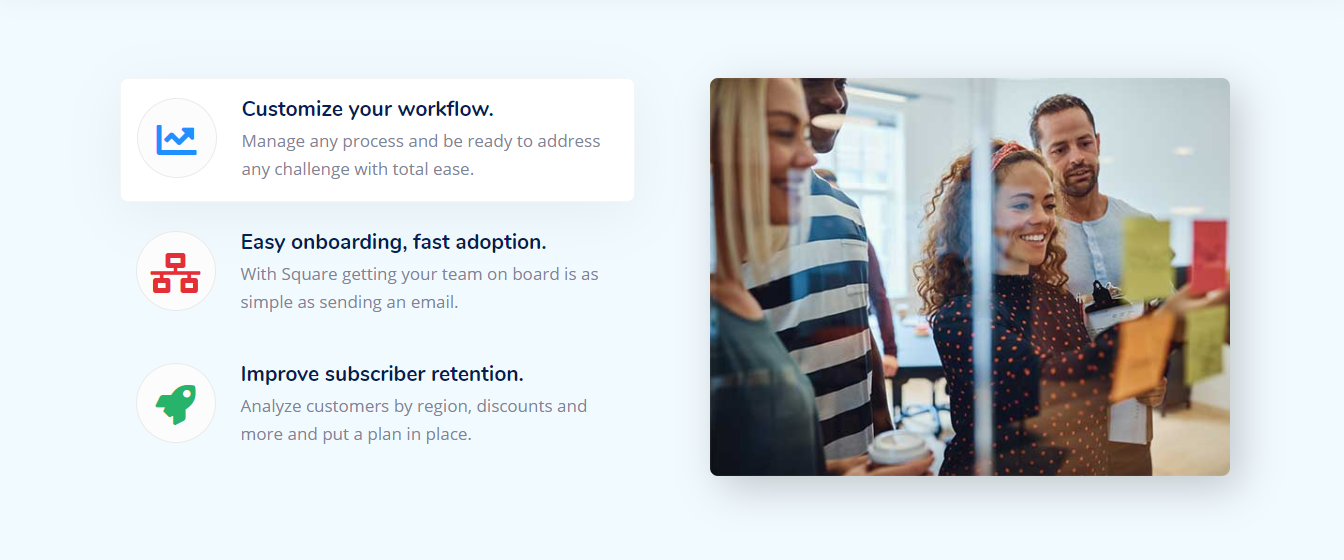 Customize your workflow.
Manage any process and be ready to address
any challenge with total ease.
Easy onboarding, fast adoption.
With Square getting your team on board is as
simple as sending an email.
Improve subscriber retention.
Analyze customers by region, discounts and
more and put a plan in place.